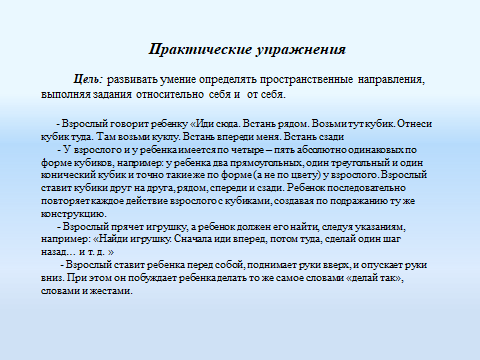 Практические упражнения
Цель: развивать умение определять пространственные направления,
выполняя задания относительно себя и от себя.
- Взрослый говорит ребенку «Иди сюда. Встань рядом. Возьми тут кубик. Отнеси
кубик туда. Там возьми куклу. Встань впереди меня. Встань сзади
- У взрослого и у ребенка имеется по четыре – пять абсолютно одинаковых по
форме кубиков, например: у ребенка два прямоугольных, один треугольный и один
конический кубик и точно такие же по форме (а не по цвету) у взрослого. Взрослый
ставит кубики друг на друга, рядом, спереди и сзади. Ребенок последовательно
повторяет каждое действие взрослого с кубиками, создавая по подражанию ту же
конструкцию.
- Взрослый прячет игрушку, а ребенок должен его найти, следуя указаниям,
например: «Найди игрушку. Сначала иди вперед, потом туда, сделай один шаг
назад… и т. д. »
- Взрослый ставит ребенка перед собой, поднимает руки вверх, и опускает руки
вниз. При этом он побуждает ребенка делать то же самое словами «делай так»,
словами и жестами.